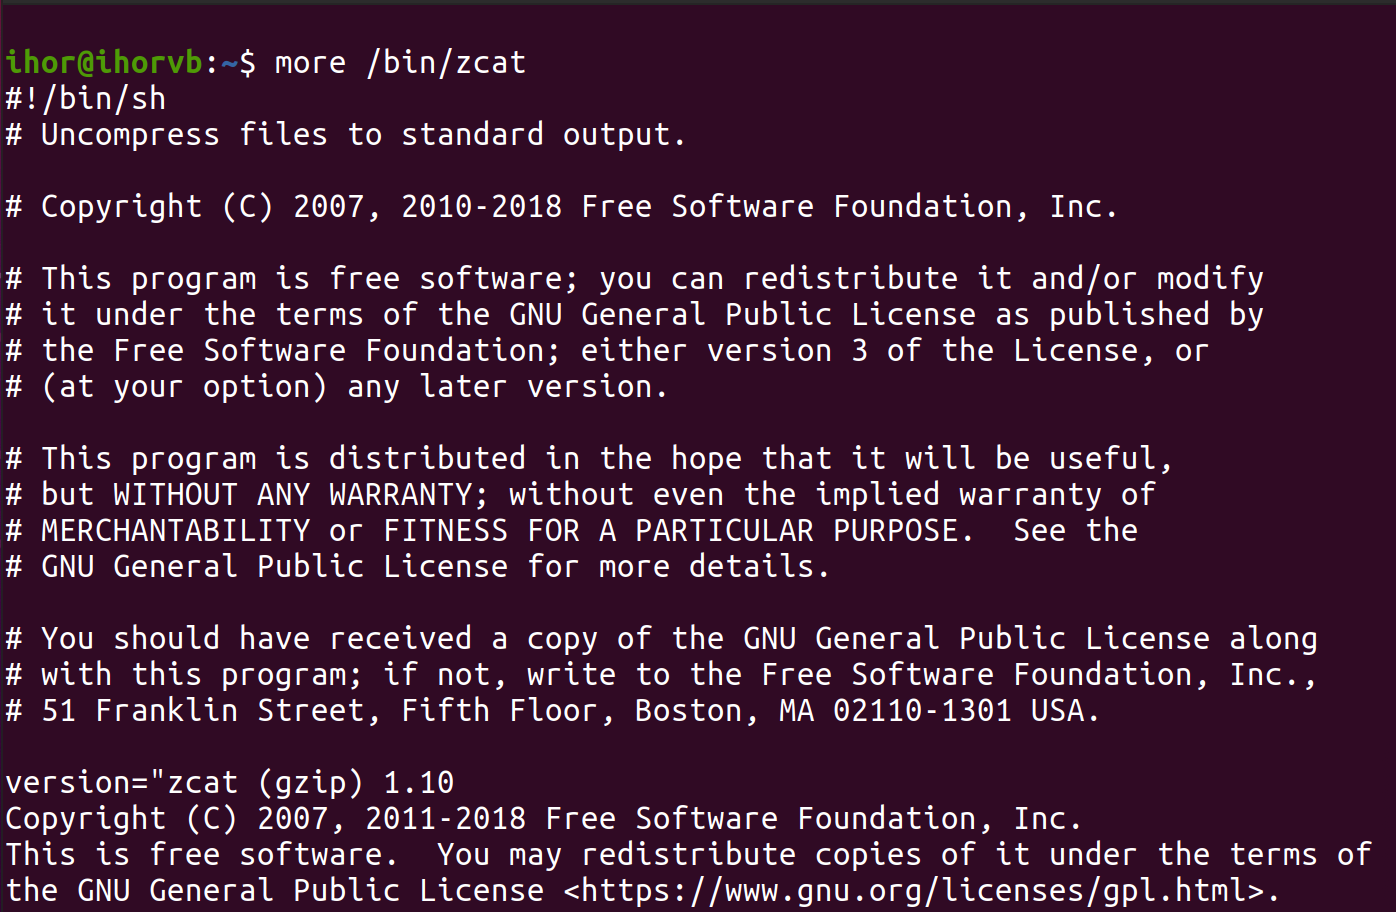 ihor@ihorvb:~$ more /bin/zcat
#!/bin/sh
# Uncompress files to standard output.
# Copyright (C) 2007, 2010-2018 Free Software Foundation, Inc.
# This program is free software; you can redistribute it and/or modify
# it under the terms of the GNU General Public License as published by
# the Free Software Foundation; either version 3 of the License, or
# (at your option) any later version.
# This program is distributed in the hope that it will be useful,
# but WITHOUT ANY WARRANTY; without even the implied warranty of
# MERCHANTABILITY or FITNESS FOR A PARTICULAR PURPOSE.  See the
# GNU General Public License for more details.
# You should have received a copy of the GNU General Public License along
# with this program; if not, write to the Free Software Foundation, Inc.,
# 51 Franklin Street, Fifth Floor, Boston, MA 02110-1301 USA.
version="zcat (gzip) 1.10
Copyright (C) 2007, 2011-2018 Free Software Foundation, Inc.
This is free software.  You may redistribute copies of it under the terms of
the GNU General Public License <https://www.gnu.org/licenses/gpl.html>.